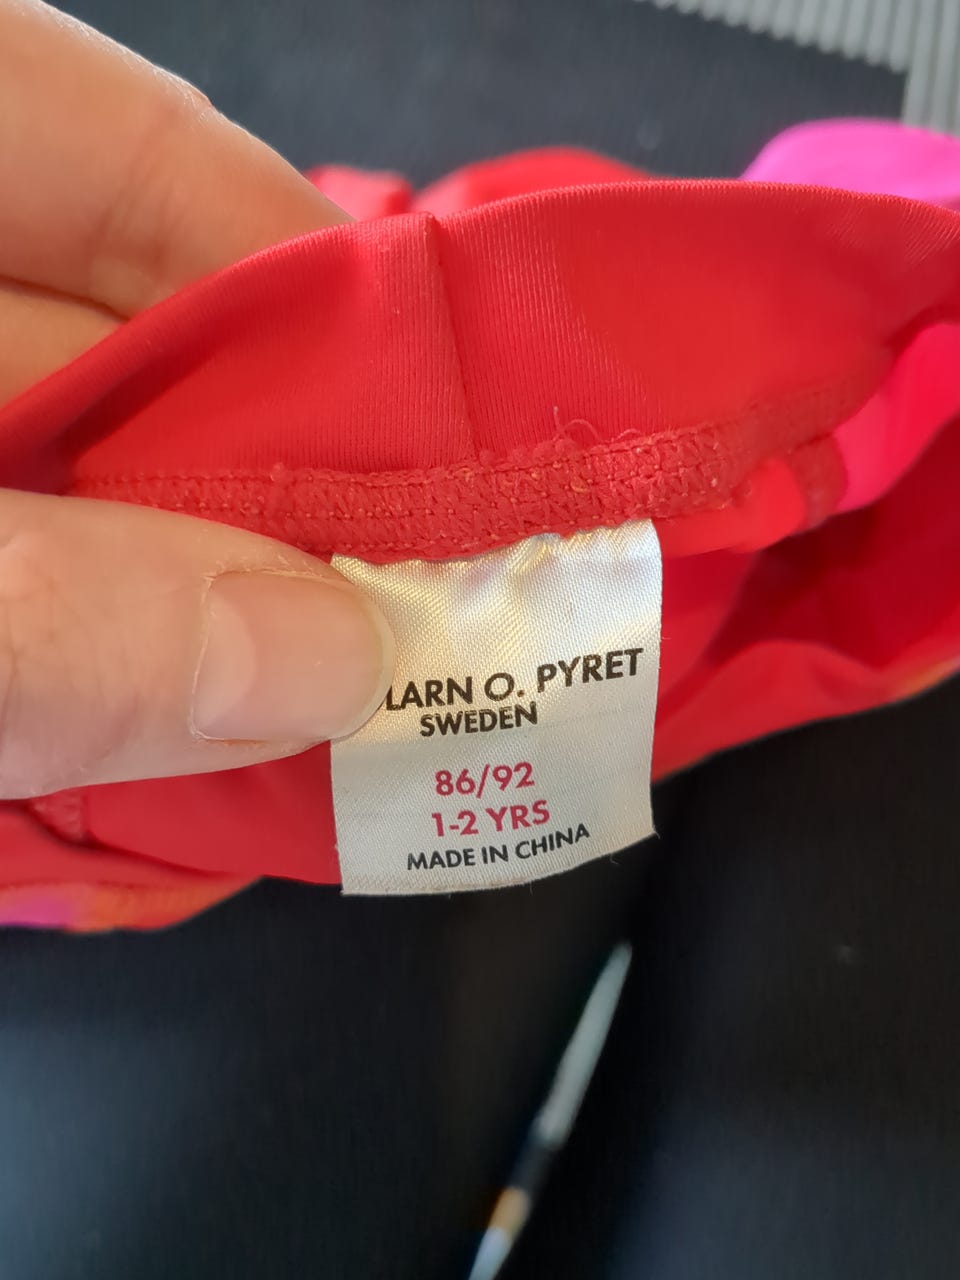 LARN O. PYRET
SWEDEN
86/92
1-2 YRS
MADE IN CHINA